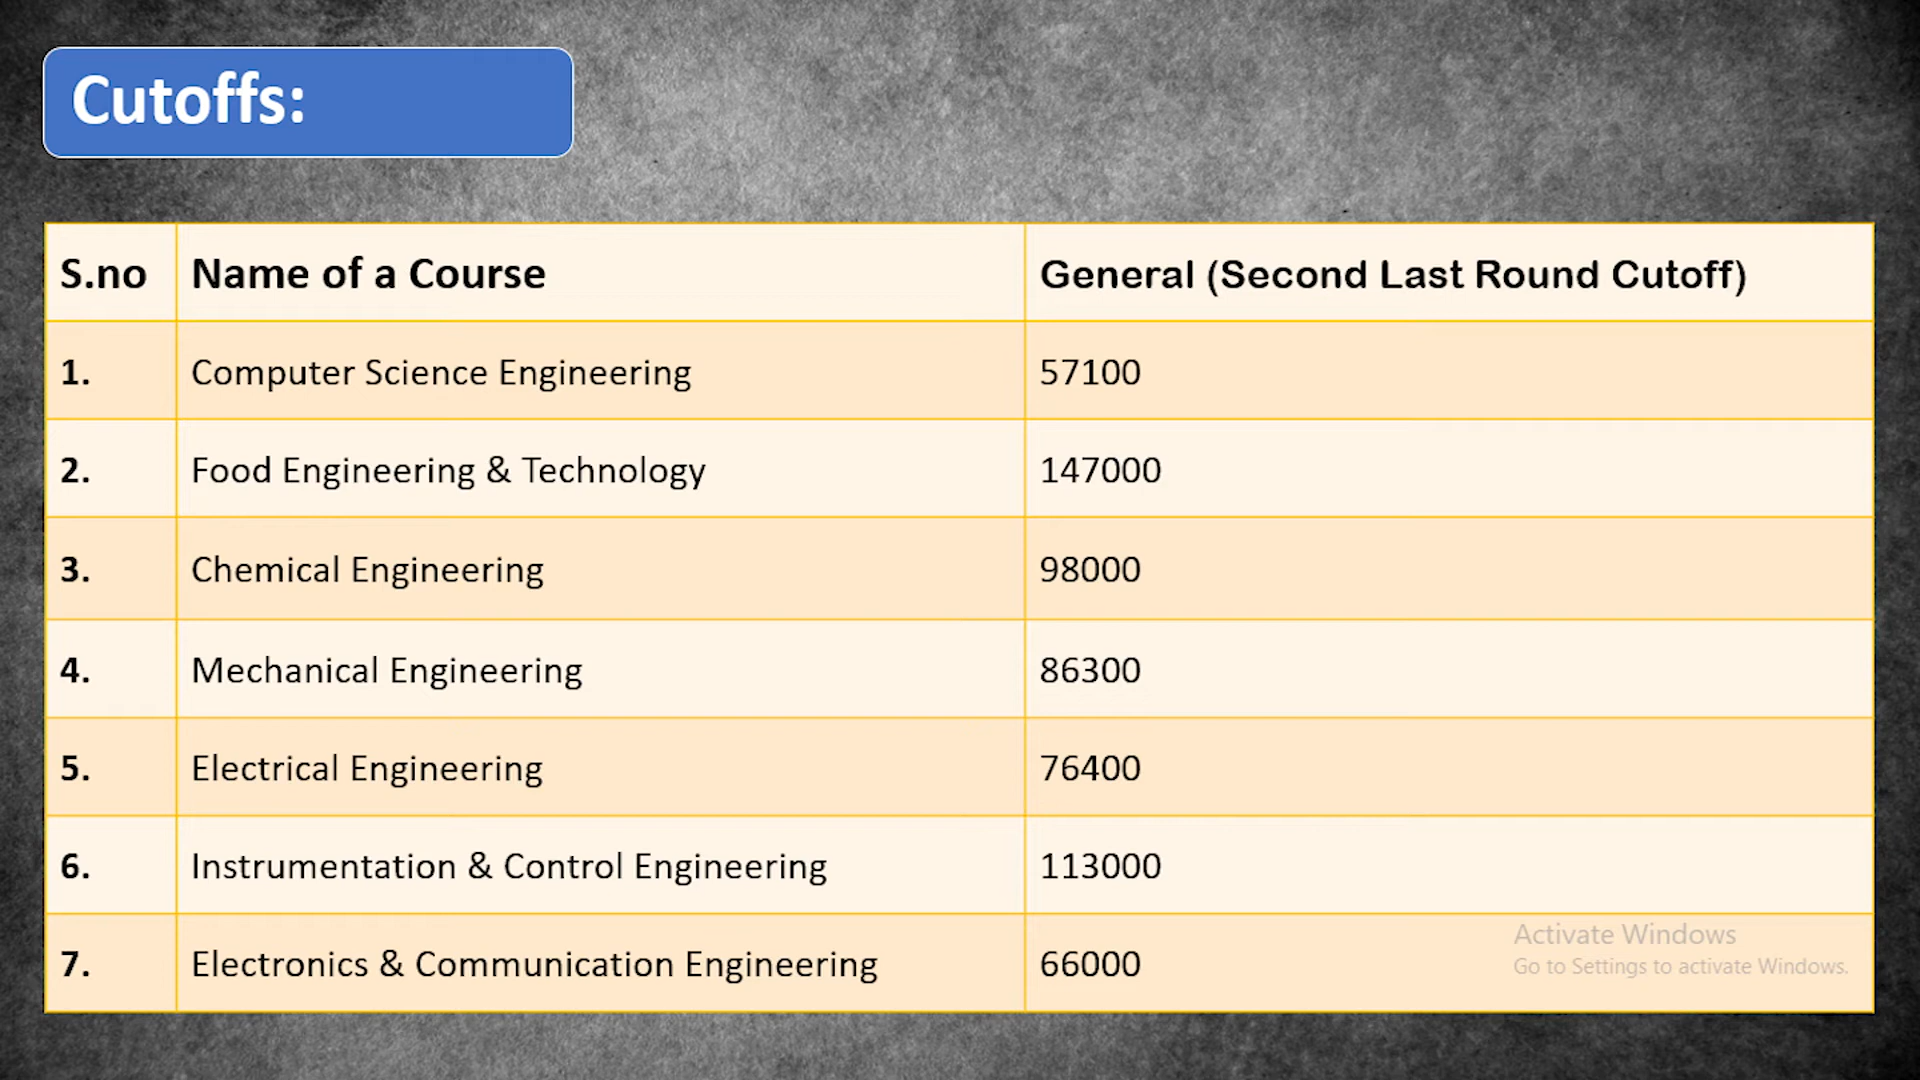 Cutoffs:
S.no Name of a Course General (Second Last Round Cutoff)
1. Computer Science Engineering 57100
2. Food Engineering & Technology 147000
3. Chemical Engineering 98000
4. Mechanical Engineering 86300
5. Electrical Engineering 76400
6. Instrumentation & Control Engineering 113000
7. Electronics & Communication Engineering 66000
Activate Windows
Go to Settings to activate Windows.